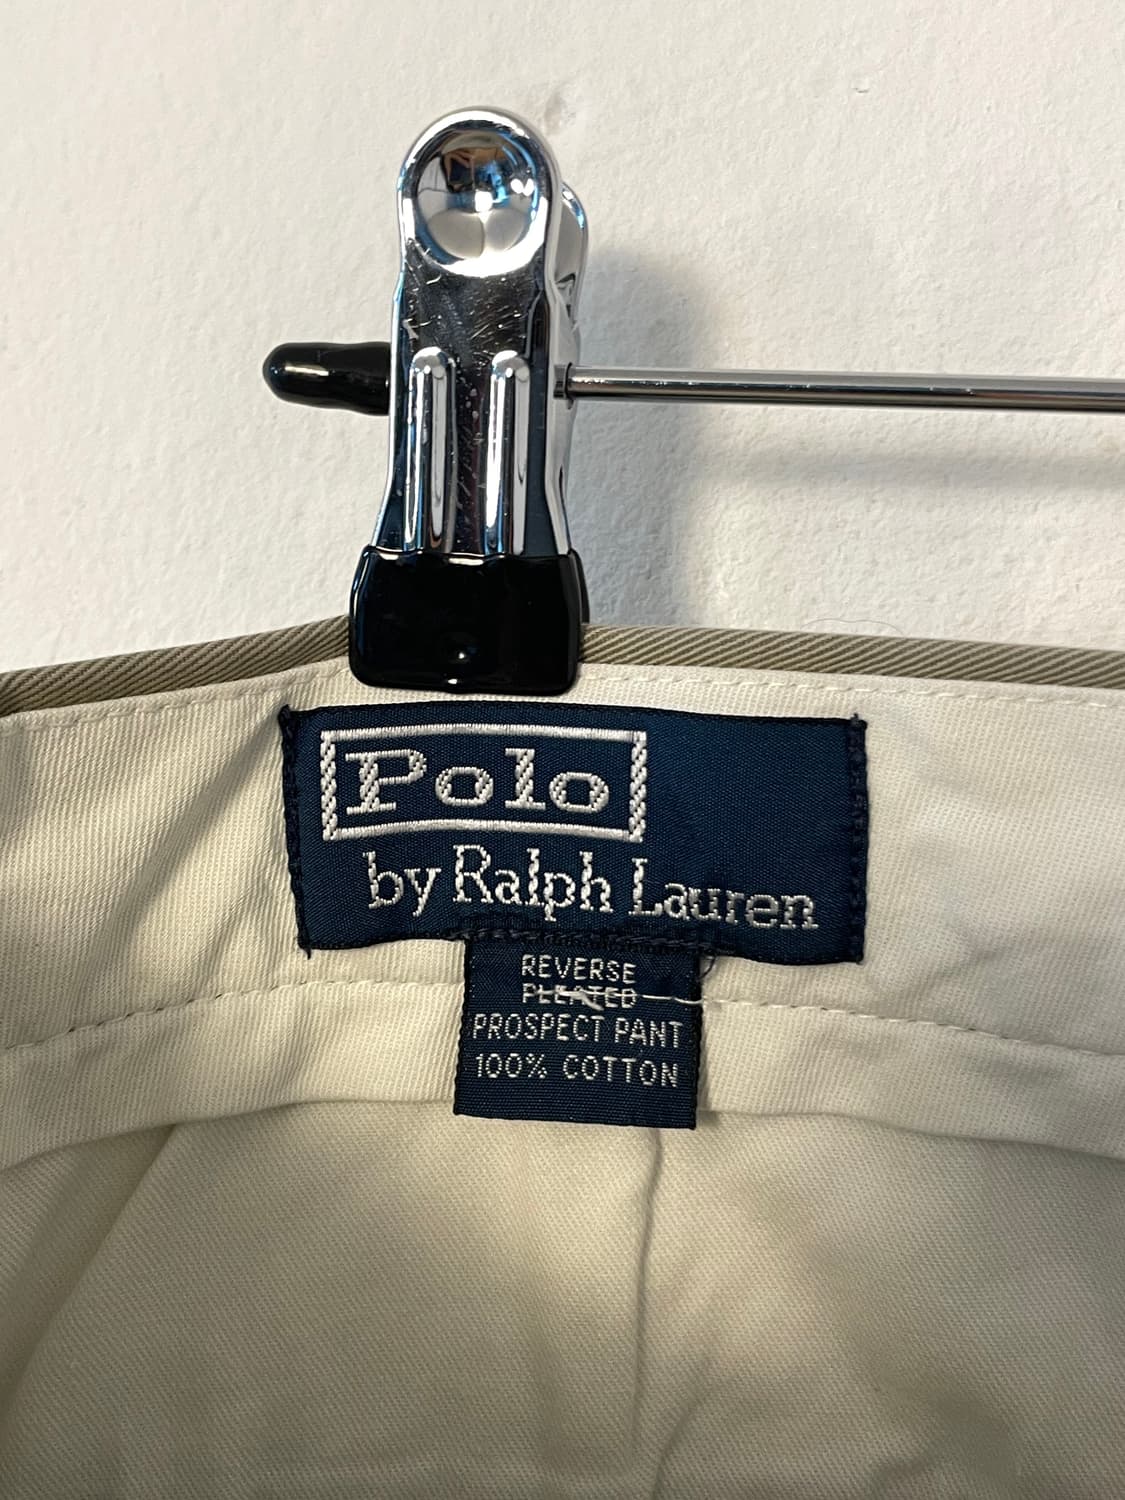 Polo
by Ralph Lauren
REVERSE
PLEATED
PROSPECT PANT
100% COTTON